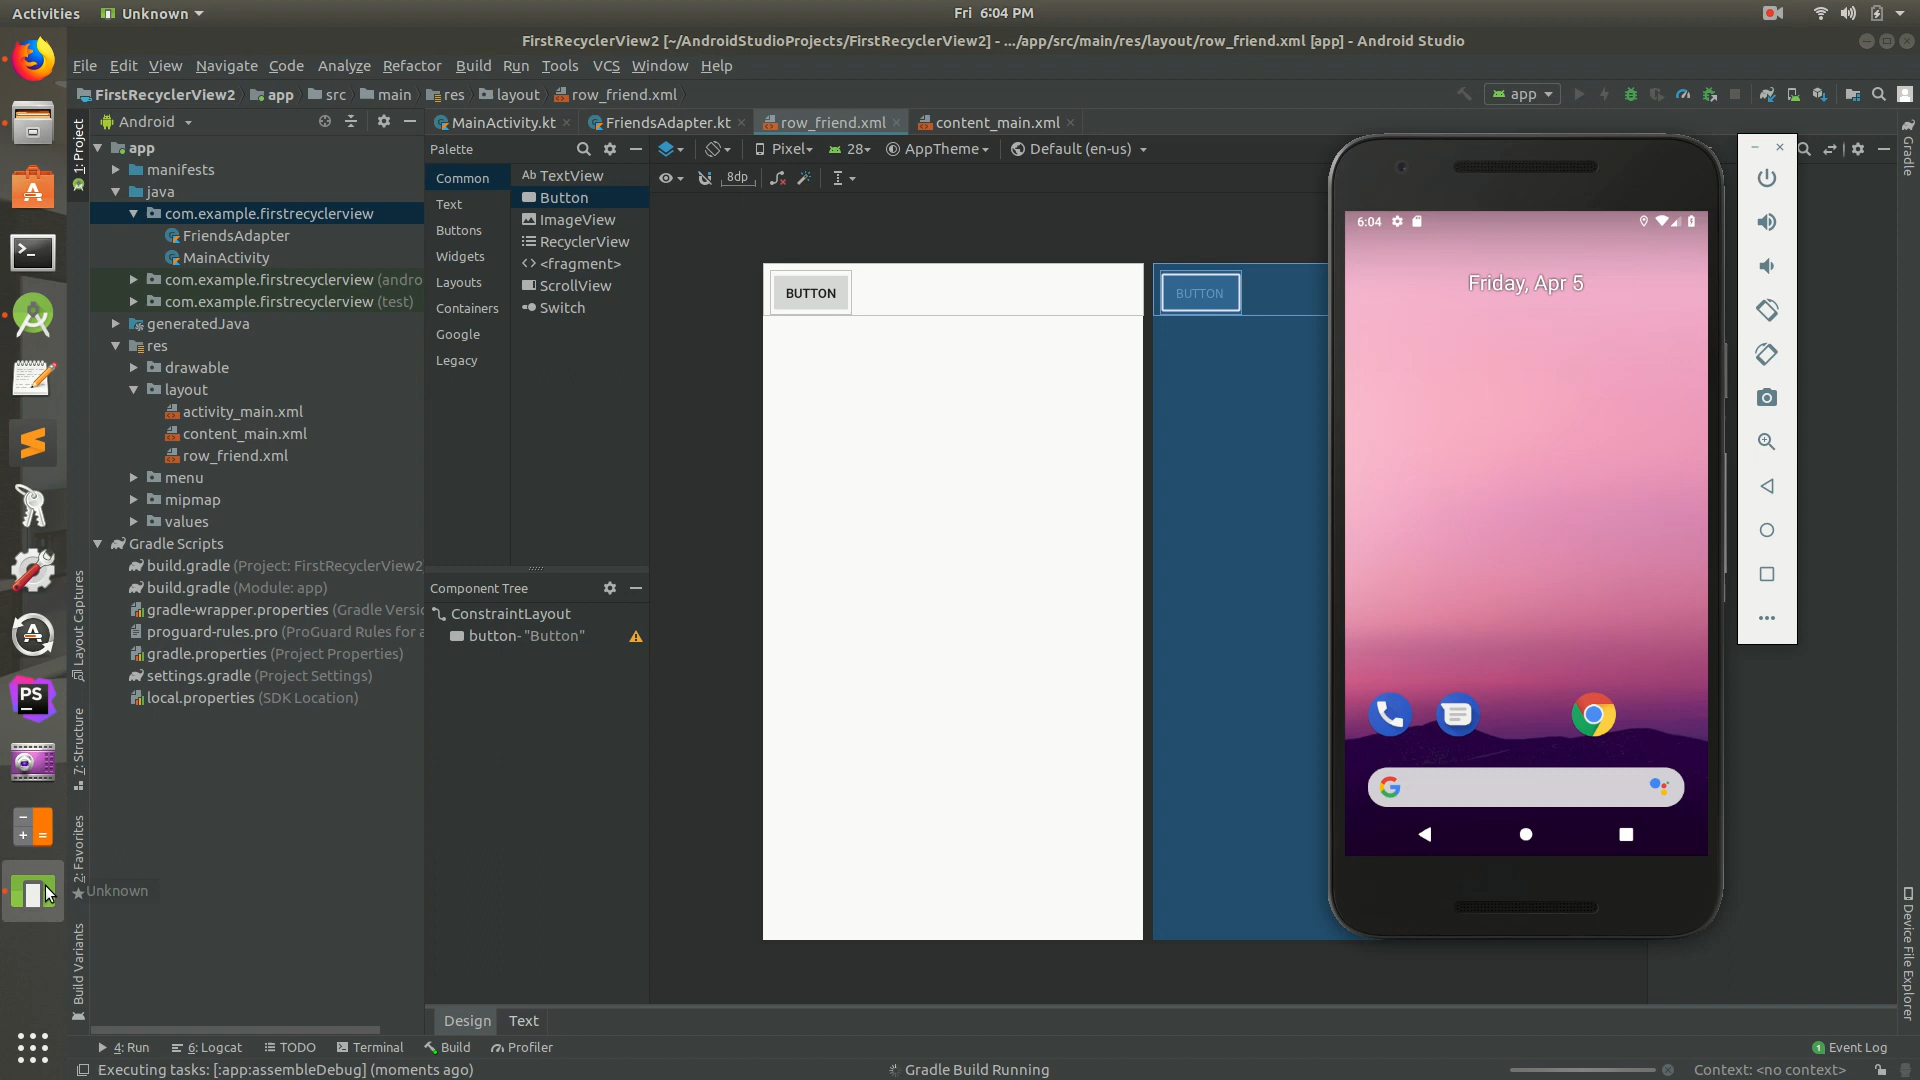 Activities
Unknown
Fri 6:04 PM
FirstRecyclerView2 [~/AndroidStudioProjects/FirstRecyclerView2] - .../app/src/main/res/layout/row_friend.xml [app] - Android Studio
File Edit View Navigate Code Analyze Refactor Build Run Tools VCS Window Help
FirstRecyclerView2 app src main res layout row_friend.xml
app
1: Project
Android
MainActivity.kt
FriendsAdapter.kt
row_friend.xml
content_main.xml
Gradle
app
manifests
java
com.example.firstrecyclerview
FriendsAdapter
MainActivity
com.example.firstrecyclerview (andro
com.example.firstrecyclerview (test)
generatedJava
res
drawable
layout
activity_main.xml
content_main.xml
row_friend.xml
menu
mipmap
values
Gradle Scripts
build.gradle (Project: FirstRecyclerView2
build.gradle (Module: app)
gradle-wrapper.properties (Gradle Versio
proguard-rules.pro (ProGuard Rules for a
gradle.properties (Project Properties)
settings.gradle (Project Settings)
local.properties (SDK Location)
Palette
Common
Text
Buttons
Widgets
Layouts
Containers
Google
Legacy
Ab TextView
Button
ImageView
RecyclerView
<fragment>
ScrollView
Switch
Component Tree
ConstraintLayout
button- "Button"
Pixel
28
AppTheme
Default (en-us)
8dp
BUTTON
BUTTON
6:04
Friday, Apr 5
G
PS
Unknown
Layout Captures
7: Structure
2: Favorites
Build Variants
Device File Explorer
Design Text
4: Run
6: Logcat
TODO
Terminal
Build
Profiler
1 Event Log
Executing tasks: [:app:assembleDebug] (moments ago)
Gradle Build Running
Context: <no context>